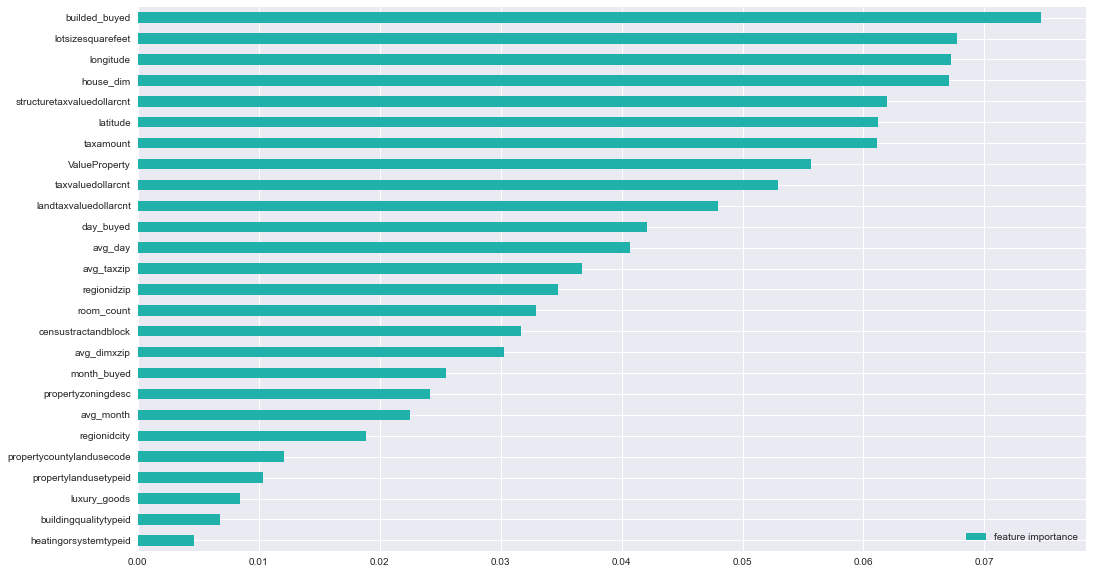 builded_buyed
lotsizesquarefeet
longitude
house_dim
structuretaxvaluedollarcnt
latitude
taxamount
ValueProperty
taxvaluedollarcnt
landtaxvaluedollarcnt
day_buyed
avg_day
avg_taxzip
regionidzip
room_count
censustractandblock
avg_dimxzip
month_buyed
propertyzoningdesc
avg_month
regionidcity
propertycountylandusecode
propertylandusetypeid
luxury_goods
buildingqualitytypeid
heatingorsystemtypeid
feature importance
0.00 0.01 0.02 0.03 0.04 0.05 0.06 0.07